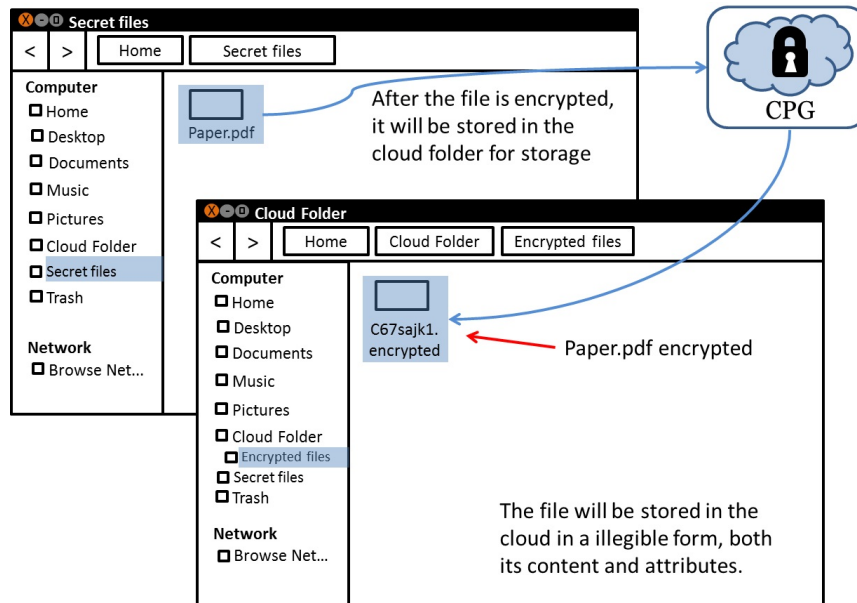 X - Secret files
< > Home Secret files
Computer
Home
Desktop
Documents
Music
Pictures
Cloud Folder
Secret files
Trash
Network
Browse Net...
Paper.pdf
After the file is encrypted,
it will be stored in the
cloud folder for storage
CPG
X - Cloud Folder
< > Home Cloud Folder Encrypted files
Computer
Home
Desktop
Documents
Music
Pictures
Cloud Folder
Encrypted files
Secret files
Trash
Network
Browse Net...
C67sajk1.
encrypted
Paper.pdf encrypted
The file will be stored in the
cloud in a illegible form, both
its content and attributes.